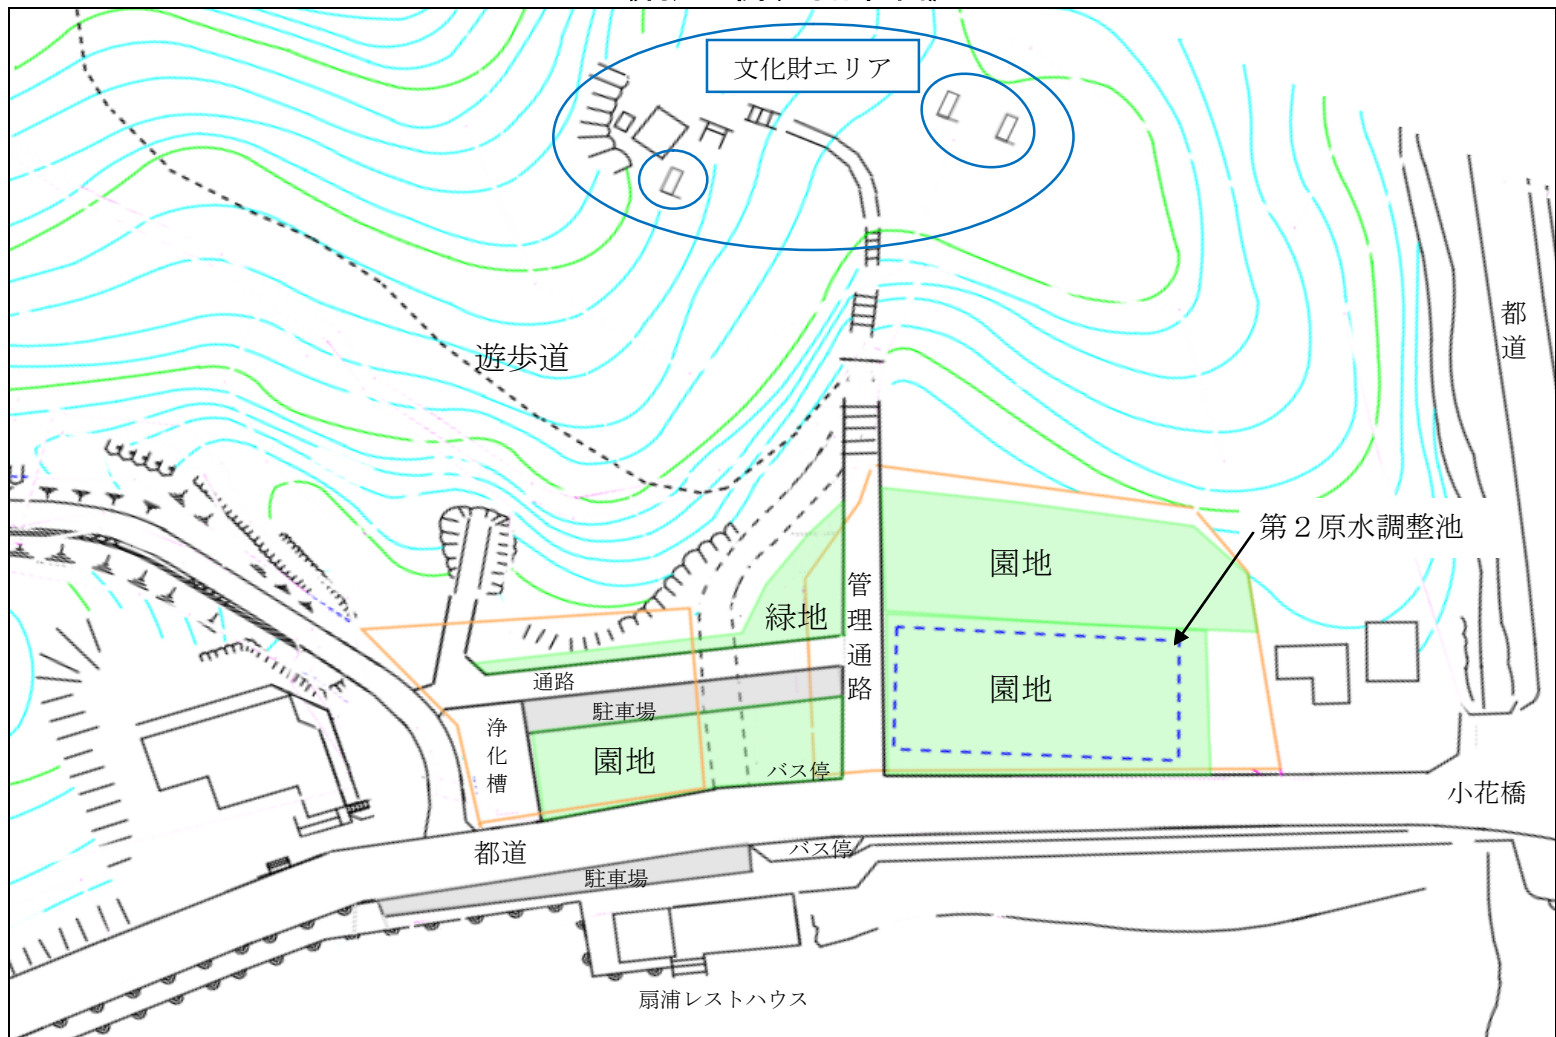 文化財エリア
都道
遊歩道
第２原水調整池
園地
管理通路
緑地
通路
園地
駐車場
浄化槽
園地
バス停
小花橋
都道
バス停
駐車場
扇浦レストハウス